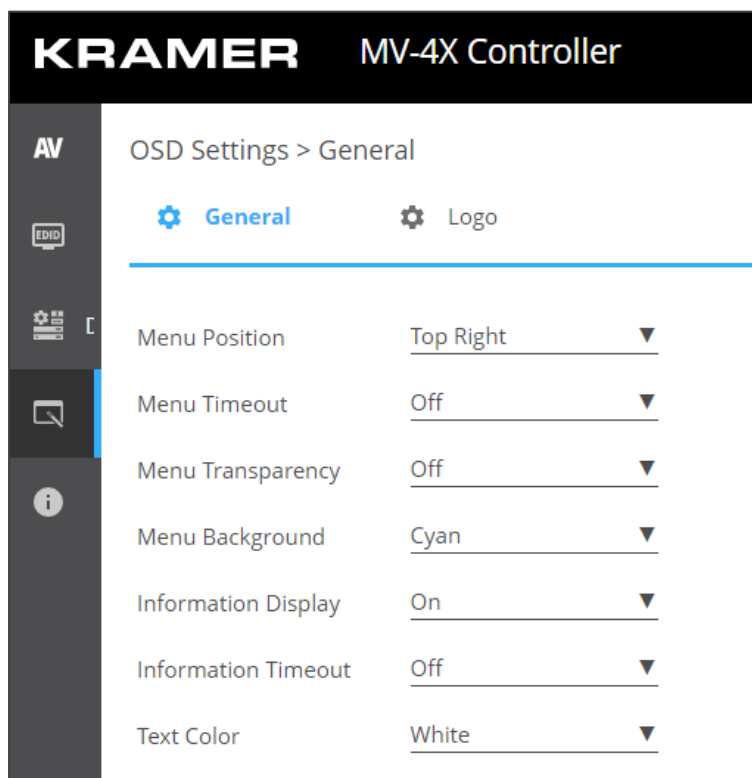 KRAMER MV-4X Controller
AV
OSD Settings > General
General Logo
EDID
Menu Position Top Right
Menu Timeout Off
Menu Transparency Off
Menu Background Cyan
Information Display On
Information Timeout Off
Text Color White